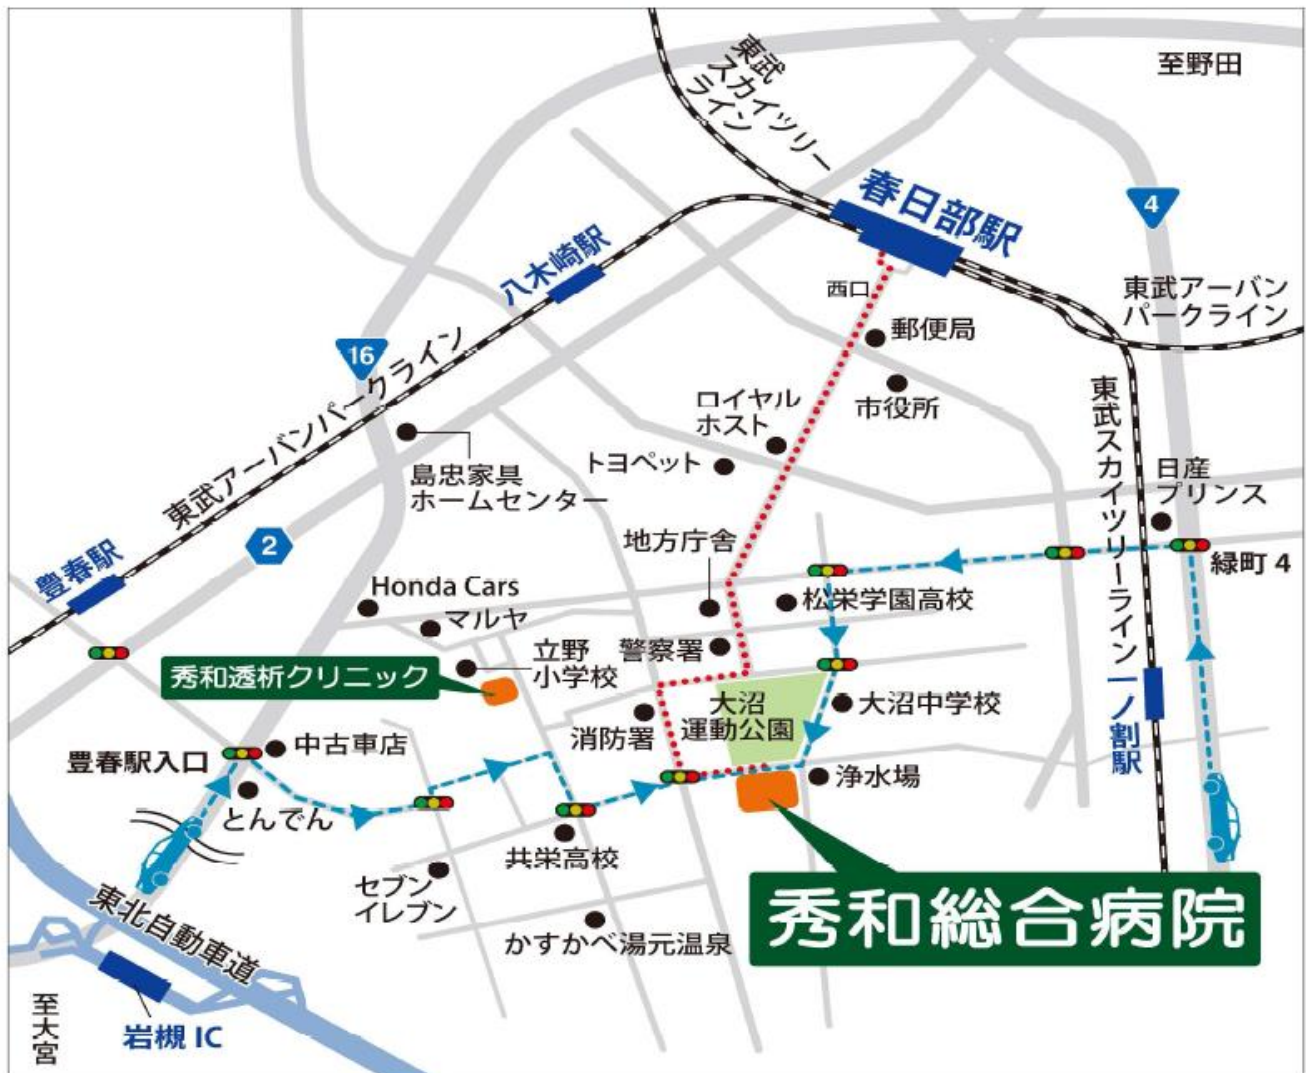 東武
スカイツリー
ライン
至野田
春日部駅
4
八木崎駅
西口
東武アーバン
パークライン
郵便局
16
東武アーバンパークライン
ロイヤル
ホスト
市役所
東武スカイツリーライン
トヨペット
島忠家具
ホームセンター
日産
プリンス
2
地方庁舎
緑町 4
豊春駅
Honda Cars
マルヤ
松栄学園高校
立野
小学校
警察署
秀和透析クリニック
大沼
運動公園
大沼中学校
一ノ割駅
消防署
中古車店
豊春駅入口
浄水場
とんでん
共栄高校
セブン
イレブン
かすかべ湯元温泉
秀和総合病院
東北自動車道
至大宮
岩槻 IC